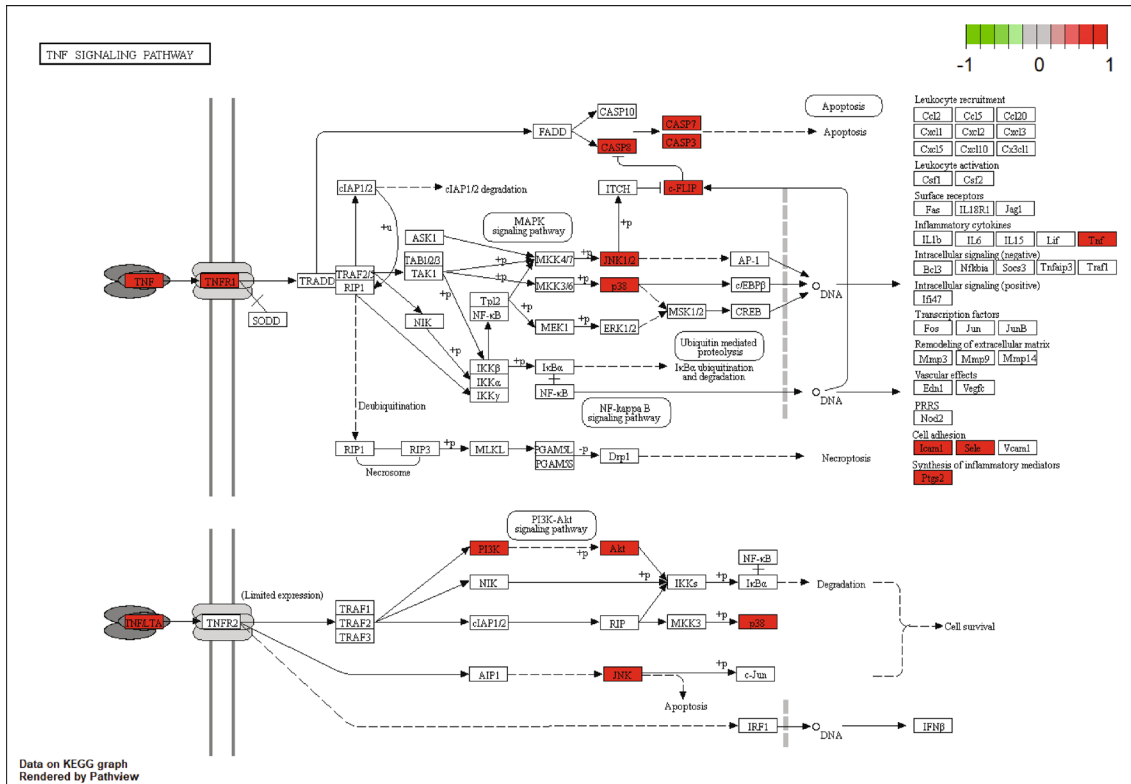 TNF SIGNALING PATHWAY
-1 0 1
Apoptosis
CASP10
FADD
CASP7
CASP8
CASP3
Apoptosis
cIAP1/2
cIAP1/2 degradation
ITCH
c-FLIP
+u
+p
MAPK
signaling pathway
ASK1
TAB1/2/3
TAK1
+p
MKK4/7
+p
JNK1/2
AP-1
TNF
TNFR1
TRADD
TRAF2/5
RIP1
+p
MKK3/6
+p
p38
c/EBPβ
DNA
SODD
Tpl2
NF-κB
NIK
+p
MEK1
+p
ERK1/2
MSK1/2
CREB
+p
Ubiquitin mediated
proteolysis
IKKβ
IKKα
IKKγ
+p
IκBα
NF-κB
IκBα ubiquitination
and degradation
DNA
Deubiquitination
NF-kappa B
signaling pathway
RIP1
RIP3
+p
MLKL
PGAM5L
PGAM5S
-p
Drp1
Necroptosis
Necrosome
Leukocyte recruitment
Ccl2 Ccl5 Ccl20
Cxcl1 Cxcl2 Cxcl3
Cxcl5 Cxcl10 Cx3cl1
Leukocyte activation
Csf1 Csf2
Surface receptors
Fas IL18R1 Jag1
Inflammatory cytokines
IL1b IL6 IL15 Lif Tnf
Intracellular signaling (negative)
Bcl3 Nfkbia Socs3 Tnfaip3 Traf1
Intracellular signaling (positive)
Ifi47
Transcription factors
Fos Jun JunB
Remodeling of extracellular matrix
Mmp3 Mmp9 Mmp14
Vascular effects
Edn1 Vegfc
PRRS
Nod2
Cell adhesion
Icam1 Sele Vcam1
Synthesis of inflammatory mediators
Ptgs2
PI3K-Akt
signaling pathway
PI3K
+p
Akt
NF-κB
NIK
+p
IKKs
+p
IκBα
Degradation
(Limited expression)
TNF/LTA
TNFR2
TRAF1
TRAF2
TRAF3
cIAP1/2
RIP
MKK3
+p
p38
Cell survival
AIP1
JNK
+p
c-Jun
Apoptosis
IRF1
DNA
IFNβ
Data on KEGG graph
Rendered by Pathview